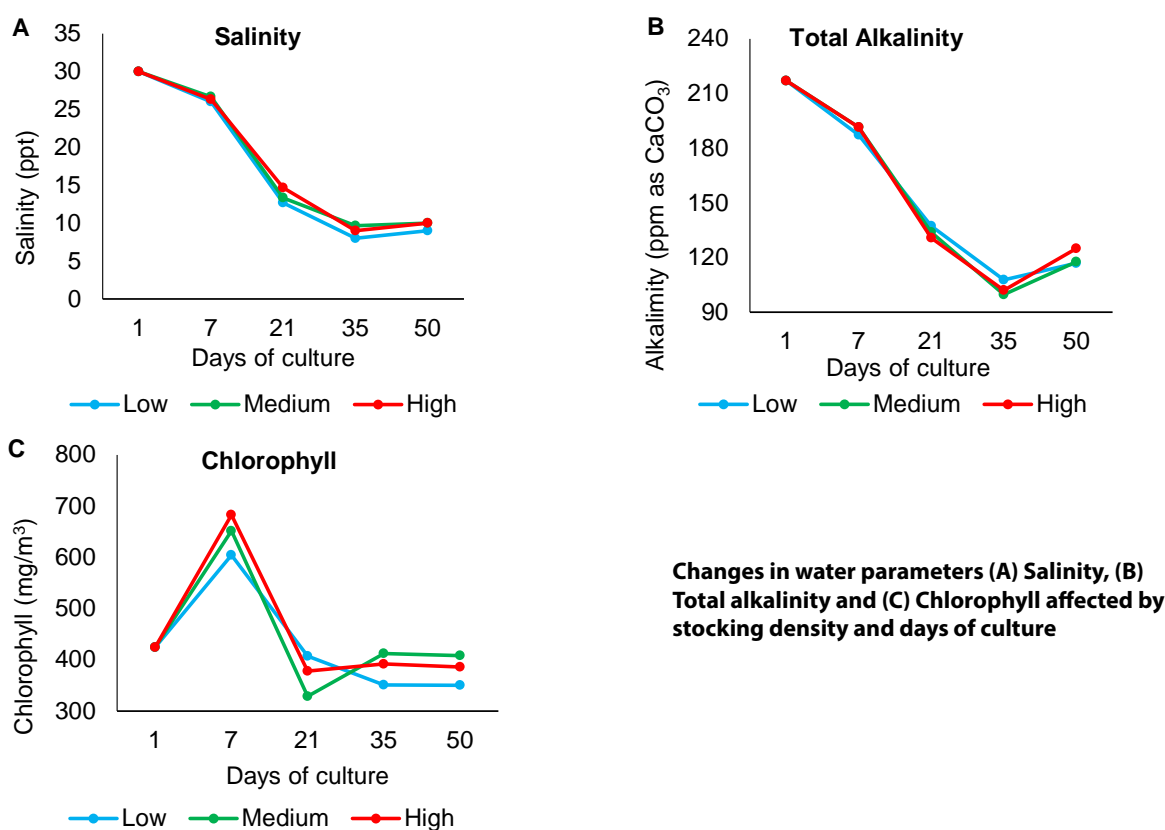 A
Salinity
35
30
25
20
15
10
5
0
Salinity (ppt)
1 7 21 35 50
Days of culture
Low Medium High
B
Total Alkalinity
240
210
180
150
120
90
Alkalimity (ppm as CaCO₃)
1 7 21 35 50
Days of culture
Low Medium High
C
Chlorophyll
800
700
600
500
400
300
Chlorophyll (mg/m³)
1 7 21 35 50
Days of culture
Low Medium High
Changes in water parameters (A) Salinity, (B)
Total alkalinity and (C) Chlorophyll affected by
stocking density and days of culture